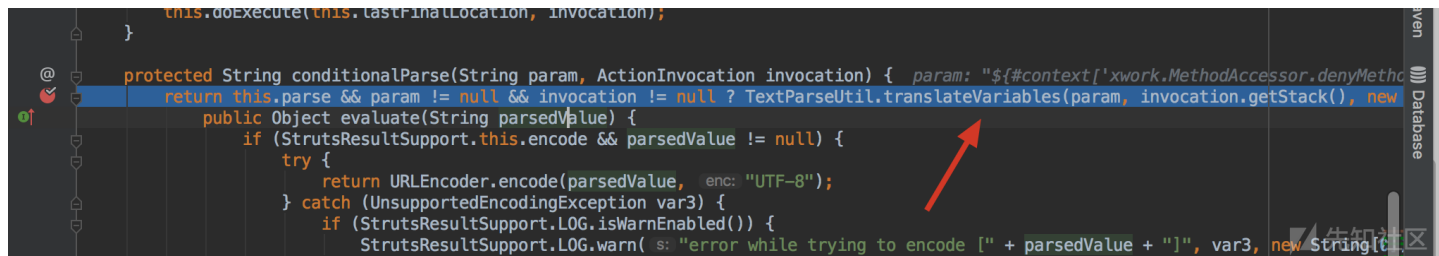 this.doExecute(this.lastFinalLocation, invocation);
}
protected String conditionalParse(String param, ActionInvocation invocation) { param: "${#context['xwork.MethodAccessor.denyMetho
return this.parse && param != null && invocation != null ? TextParseUtil.translateVariables(param, invocation.getStack(), new
public Object evaluate(String parsedValue) {
if (StrutsResultSupport.this.encode && parsedValue != null) {
try {
return URLEncoder.encode(parsedValue, enc: "UTF-8");
} catch (UnsupportedEncodingException var3) {
if (StrutsResultSupport.LOG.isWarnEnabled()) {
StrutsResultSupport.LOG.warn( s: "error while trying to encode [" + parsedValue + "]", var3, new String[
aven
Database
先知社区